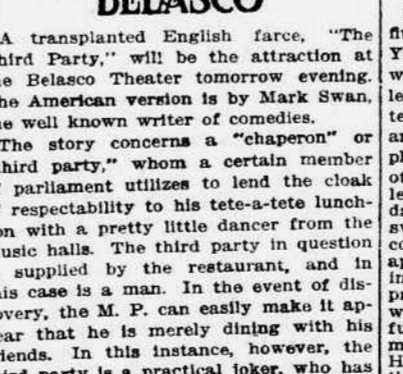 BELASCO
A transplanted English farce, "The
hird Party," will be the attraction at
e Belasco Theater tomorrow evening.
he American version is by Mark Swan,
e well known writer of comedies.
The story concerns a "chaperon" or
hird party," whom a certain member
parliament utilizes to lend the cloak
respectability to his tete-a-tete lunch-
on with a pretty little dancer from the
usic halls. The third party in question
supplied by the restaurant, and in
is case is a man. In the event of dis-
overy, the M. P. can easily make it ap-
ear that he is merely dining with his
iends. In this instance, however, the
hird party is a practical joker, who has